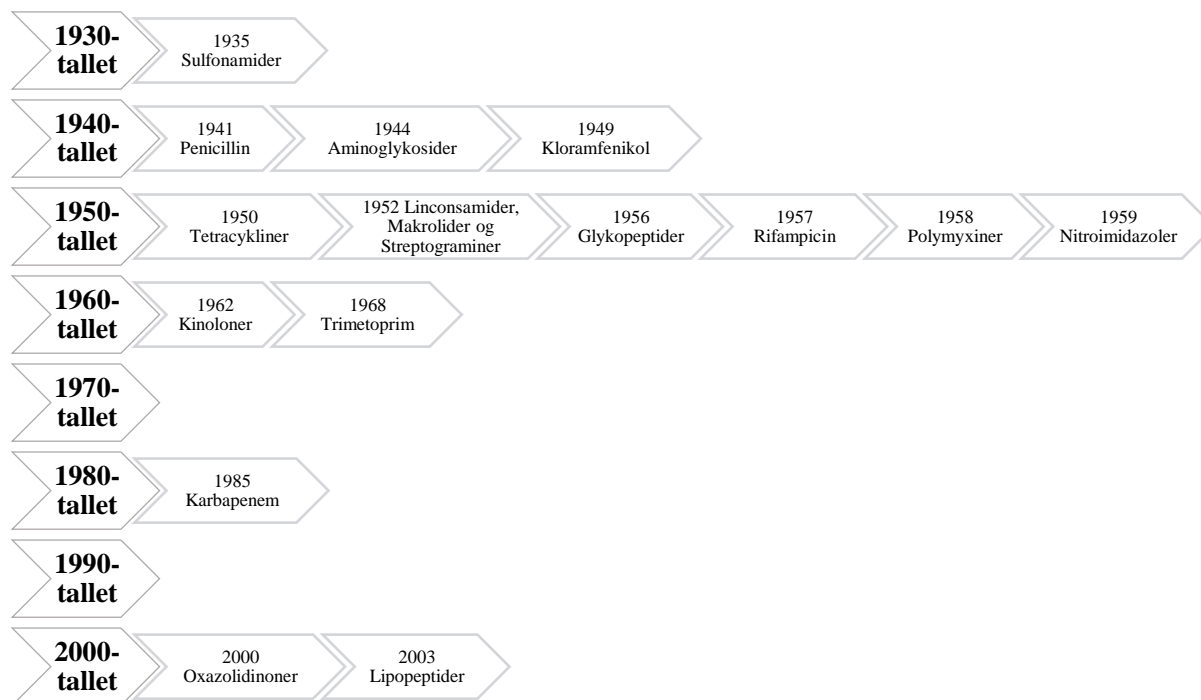 1930-
tallet
1935
Sulfonamider
1940-
tallet
1941
Penicillin
1944
Aminoglykosider
1949
Kloramfenikol
1950-
tallet
1950
Tetracykliner
1952 Linconsamider,
Makrolider og
Streptograminer
1956
Glykopeptider
1957
Rifampicin
1958
Polymyxiner
1959
Nitroimidazoler
1960-
tallet
1962
Kinoloner
1968
Trimetoprim
1970-
tallet
1980-
tallet
1985
Karbapenem
1990-
tallet
2000-
tallet
2000
Oxazolidinoner
2003
Lipopeptider